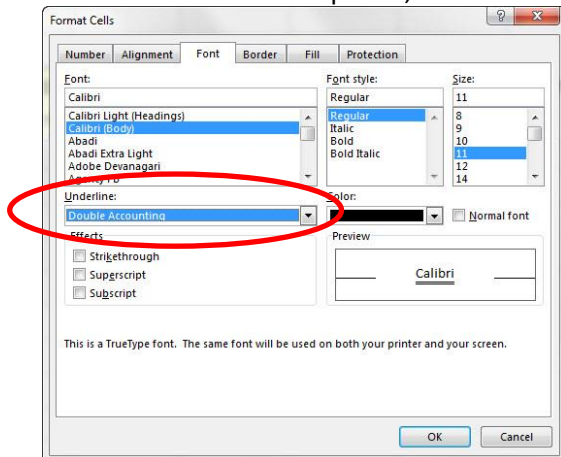 Format Cells
Number Alignment Font Border Fill Protection
Font: Font style: Size:
Calibri Regular 11
Calibri Light (Headings) Regular 8
Calibri (Body) Italic 9
Abadi Bold 10
Abadi Extra Light Bold Italic 11
Adobe Devanagari 12
14
Underline: Color:
Double Accounting Normal font
Effects Preview
Strikethrough
Superscript Calibri
Subscript
This is a TrueType font. The same font will be used on both your printer and your screen.
OK Cancel